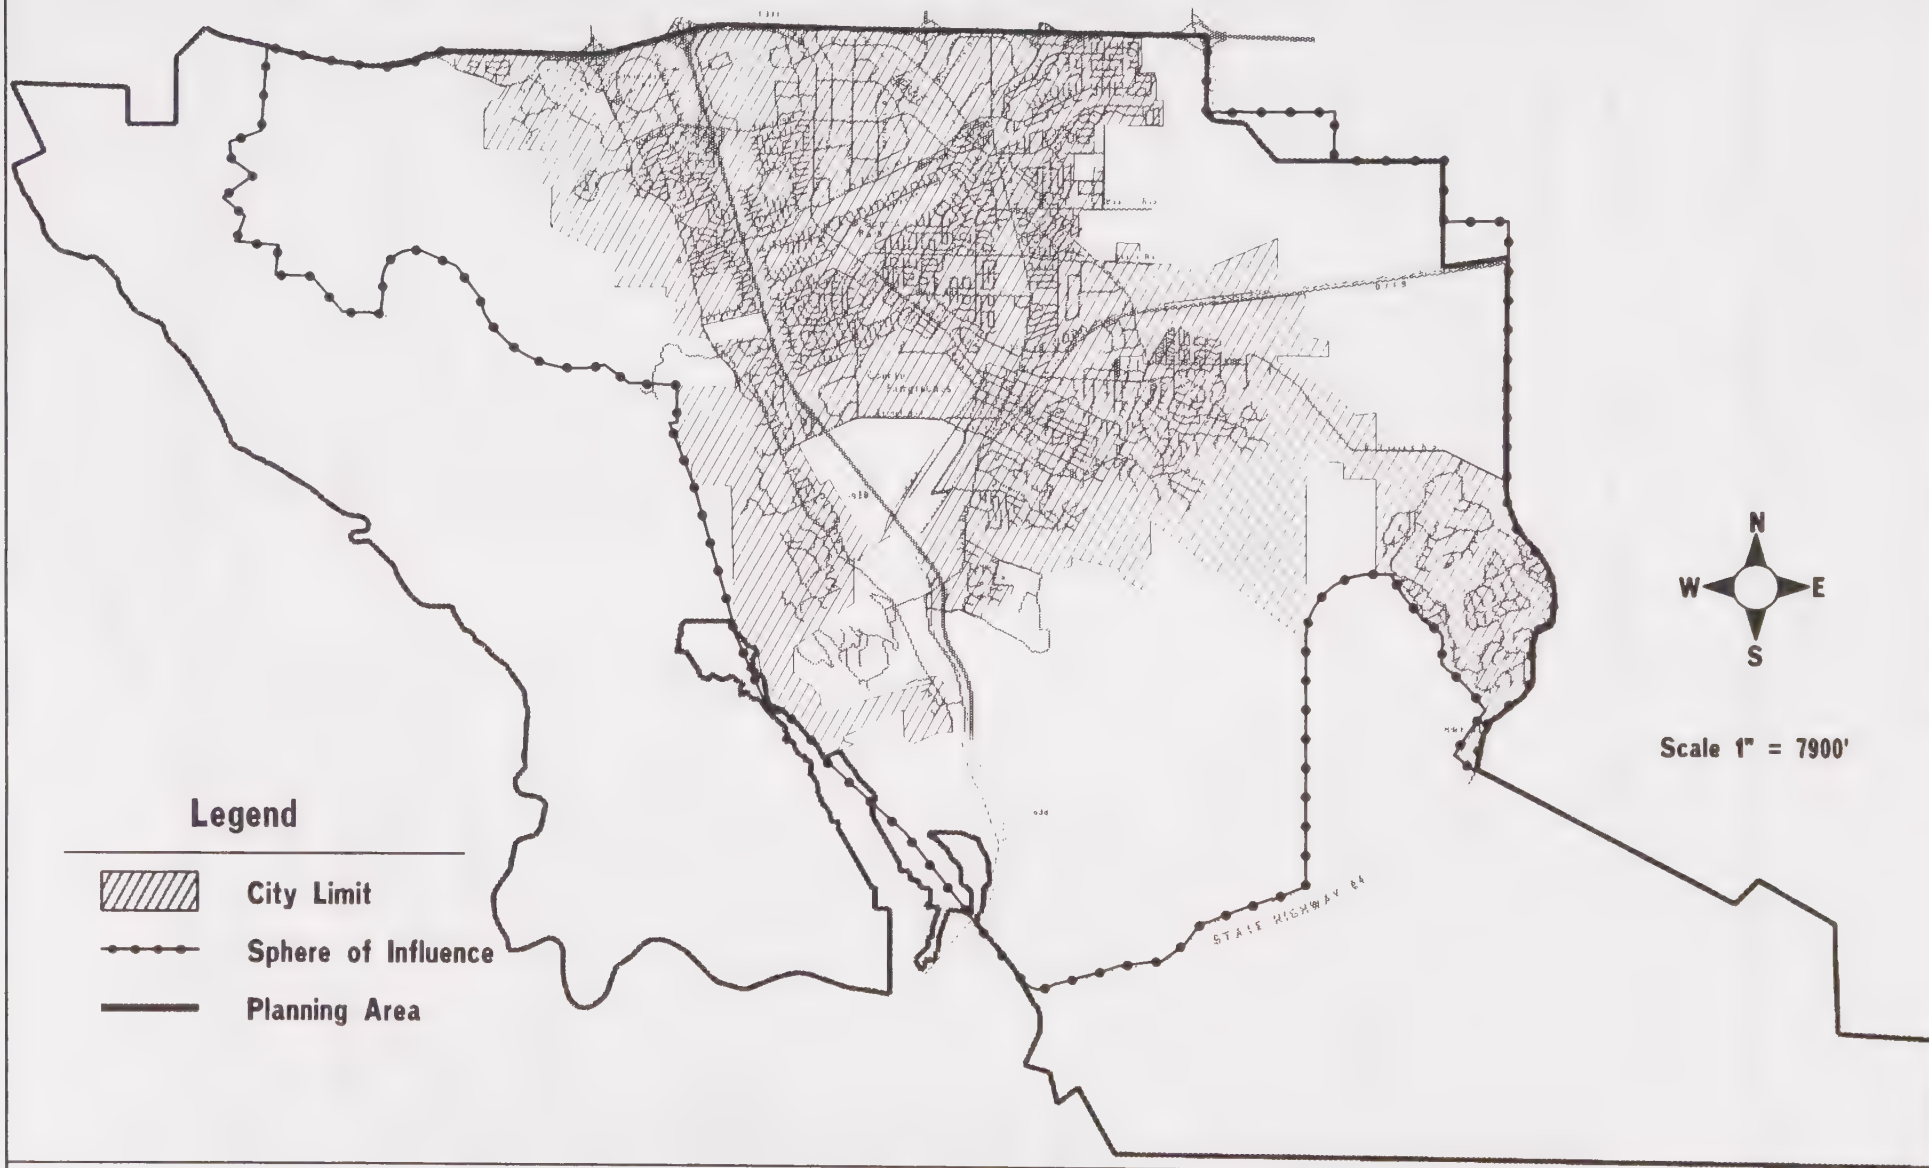 N
W E
S
Scale 1" = 7900'
Legend
City Limit
Sphere of Influence
Planning Area
STATE HIGHWAY 84